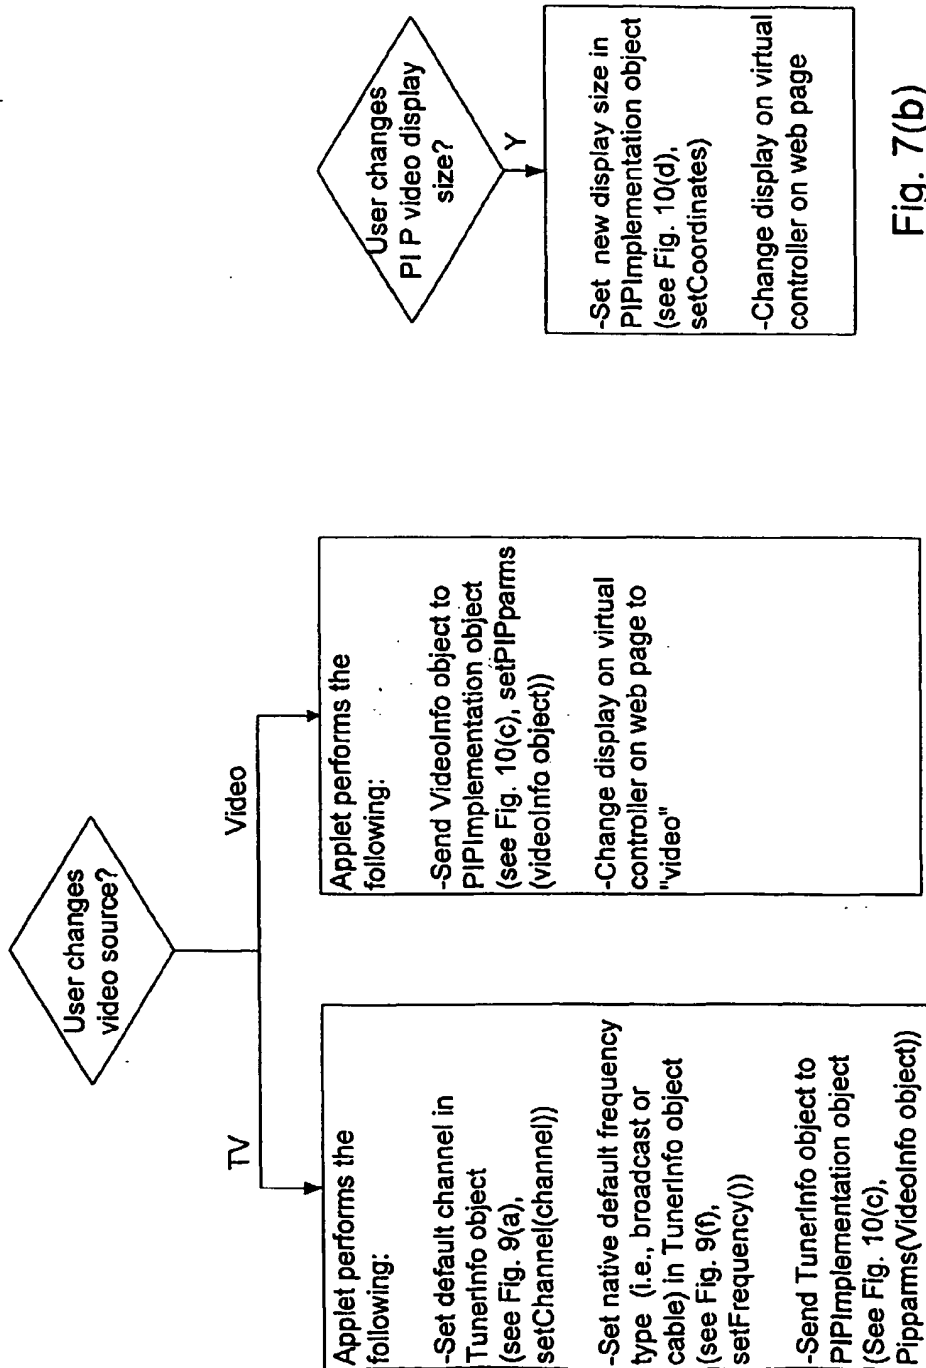 User changes
video source?
TV
Video
Applet performs the
following:
-Set default channel in
TunerInfo object
(see Fig. 9(a),
setChannel(channel))
-Set native default frequency
type (i.e., broadcast or
cable) in TunerInfo object
(see Fig. 9(f),
setFrequency())
-Send TunerInfo object to
PIPImplementation object
(See Fig. 10(c),
Pipparms(VideoInfo object))
Applet performs the
following:
-Send VideoInfo object to
PIPImplementation object
(see Fig. 10(c), setPIPparms
(videoInfo object))
-Change display on virtual
controller on web page to
"video"
User changes
PI P video display
size?
Y
-Set new display size in
PIPImplementation object
(see Fig. 10(d),
setCoordinates)
-Change display on virtual
controller on web page
Fig. 7(b)